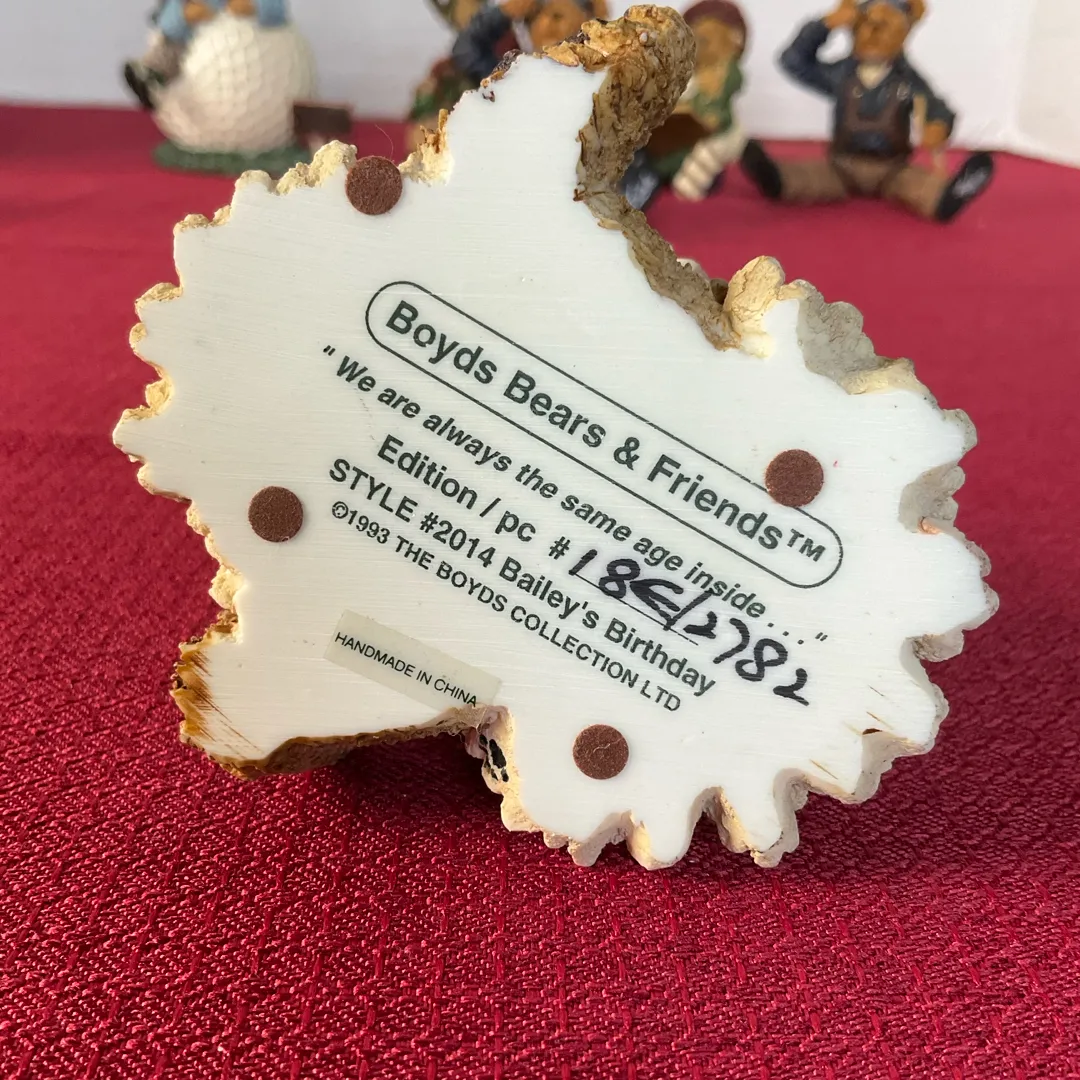 Boyds Bears & Friends™
" We are always the same age inside . . . "
Edition / pc # 18E/2782
STYLE #2014 Bailey's Birthday
©1993 THE BOYDS COLLECTION LTD
HANDMADE IN CHINA